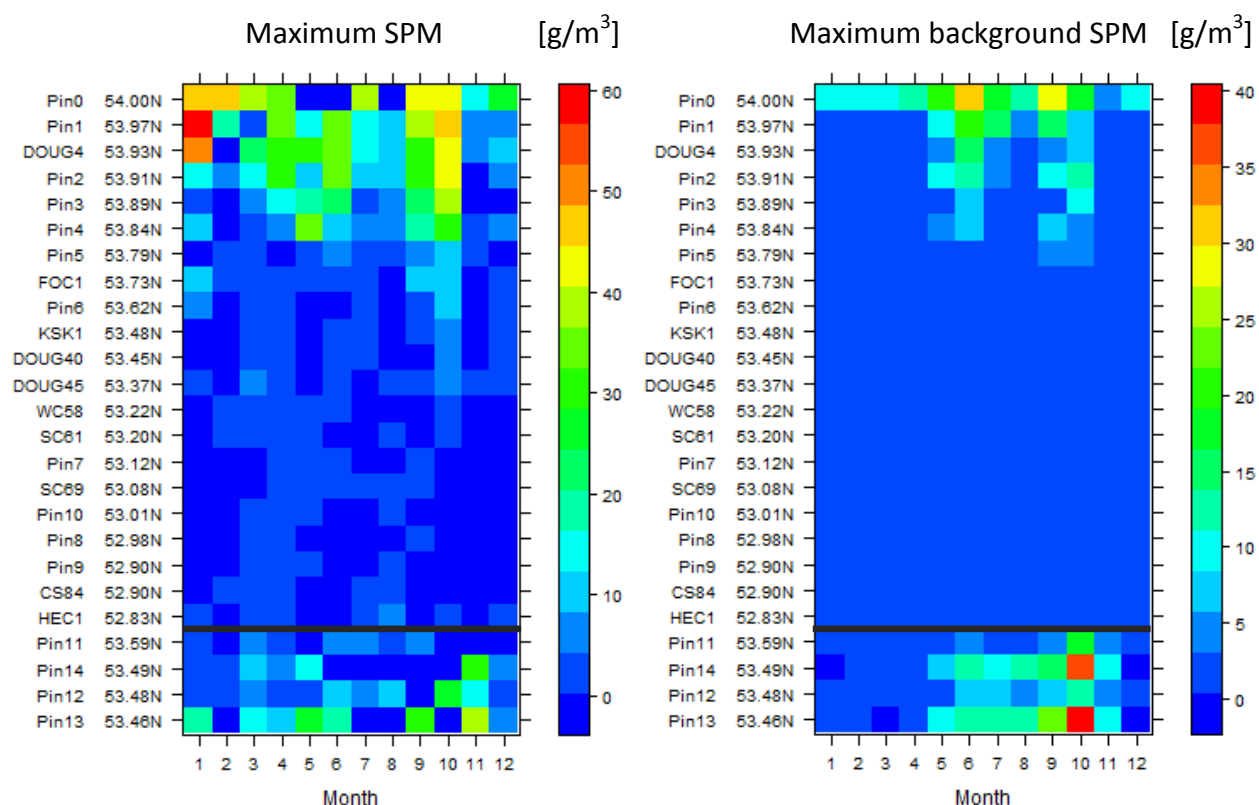 Maximum SPM [g/m³] Maximum background SPM [g/m³]
Pin0 54.00N
Pin1 53.97N
DOUG4 53.93N
Pin2 53.91N
Pin3 53.89N
Pin4 53.84N
Pin5 53.79N
FOC1 53.73N
Pin6 53.62N
KSK1 53.48N
DOUG40 53.45N
DOUG45 53.37N
WC58 53.22N
SC61 53.20N
Pin7 53.12N
SC69 53.08N
Pin10 53.01N
Pin8 52.98N
Pin9 52.90N
CS84 52.90N
HEC1 52.83N
Pin11 53.59N
Pin14 53.49N
Pin12 53.48N
Pin13 53.46N
1 2 3 4 5 6 7 8 9 10 11 12
Month
60
50
40
30
20
10
0
Pin0 54.00N
Pin1 53.97N
DOUG4 53.93N
Pin2 53.91N
Pin3 53.89N
Pin4 53.84N
Pin5 53.79N
FOC1 53.73N
Pin6 53.62N
KSK1 53.48N
DOUG40 53.45N
DOUG45 53.37N
WC58 53.22N
SC61 53.20N
Pin7 53.12N
SC69 53.08N
Pin10 53.01N
Pin8 52.98N
Pin9 52.90N
CS84 52.90N
HEC1 52.83N
Pin11 53.59N
Pin14 53.49N
Pin12 53.48N
Pin13 53.46N
1 2 3 4 5 6 7 8 9 10 11 12
Month
40
35
30
25
20
15
10
5
0